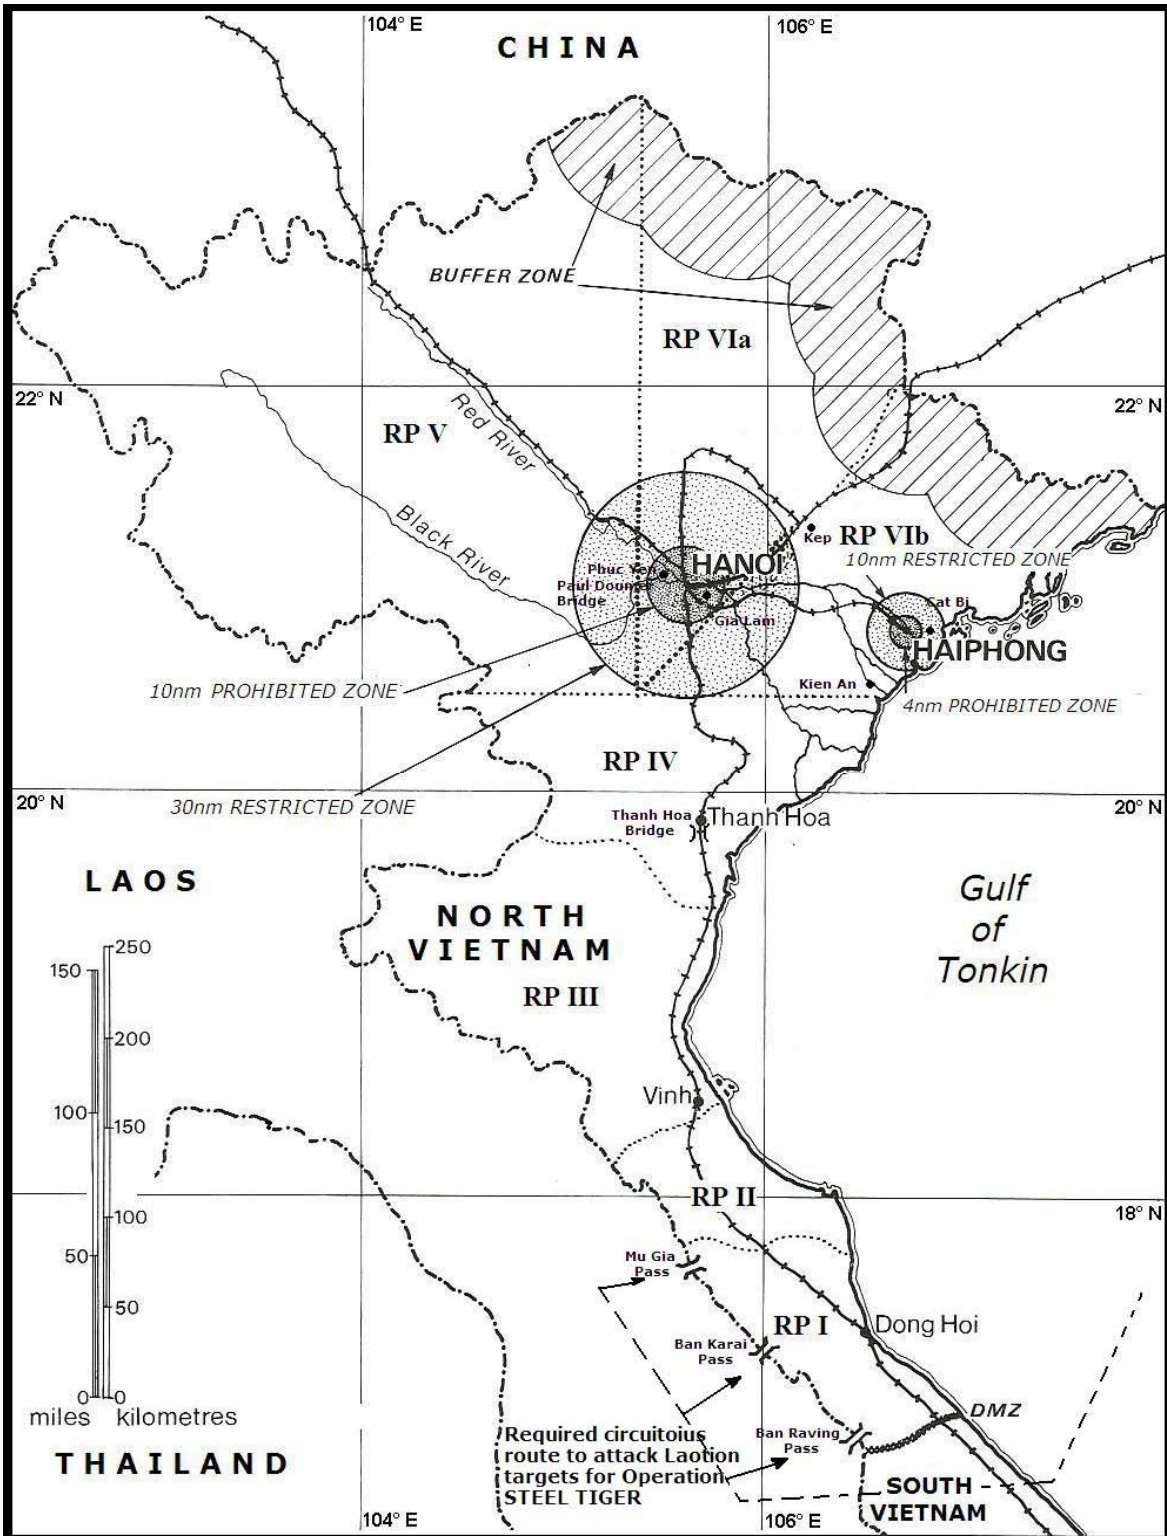 104° E
106° E
CHINA
BUFFER ZONE
RP VIa
22° N
22° N
RP V
Red River
Black River
RP VIb
Kep
10nm RESTRICTED ZONE
HANOI
Phuc Yen
Paul Doumer
Bridge
Gia Lam
Cat Bi
HAIPHONG
10nm PROHIBITED ZONE
Kien An
4nm PROHIBITED ZONE
RP IV
20° N
30nm RESTRICTED ZONE
20° N
Thanh Hoa
Bridge
Thanh Hoa
LAOS
NORTH
VIETNAM
Gulf
of
Tonkin
RP III
250
150
200
100
150
100
50
50
0
0
miles kilometres
Vinh
RP II
18° N
Mu Gia
Pass
RP I
Dong Hoi
Ban Karai
Pass
DMZ
Ban Raving
Pass
Required circuitoius
route to attack Laotion
targets for Operation
STEEL TIGER
THAILAND
SOUTH
VIETNAM
104° E
106° E